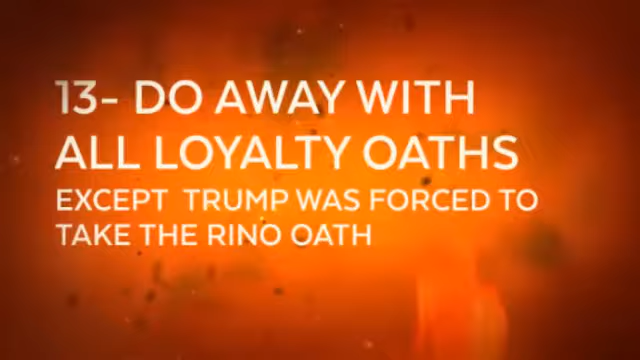 13- DO AWAY WITH
ALL LOYALTY OATHS
EXCEPT TRUMP WAS FORCED TO
TAKE THE RINO OATH